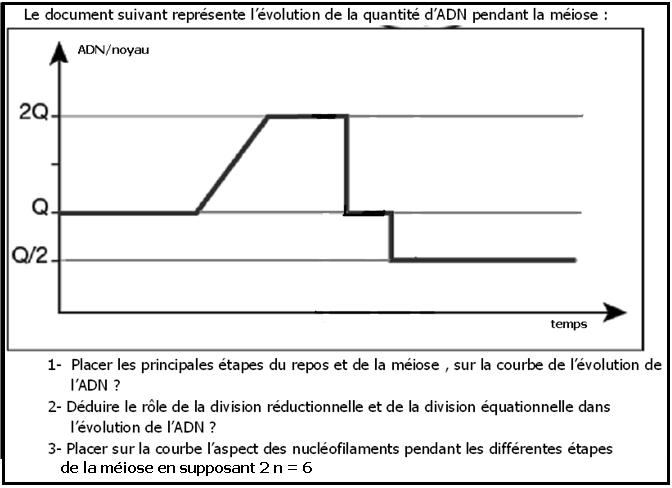 Le document suivant représente l'évolution de la quantité d'ADN pendant la méiose :
ADN/noyau
2Q
Q
Q/2
temps
1- Placer les principales étapes du repos et de la méiose , sur la courbe de l'évolution de
l'ADN ?
2- Déduire le rôle de la division réductionnelle et de la division équationnelle dans
l'évolution de l'ADN ?
3- Placer sur la courbe l'aspect des nucléofilaments pendant les différentes étapes
de la méiose en supposant 2 n = 6